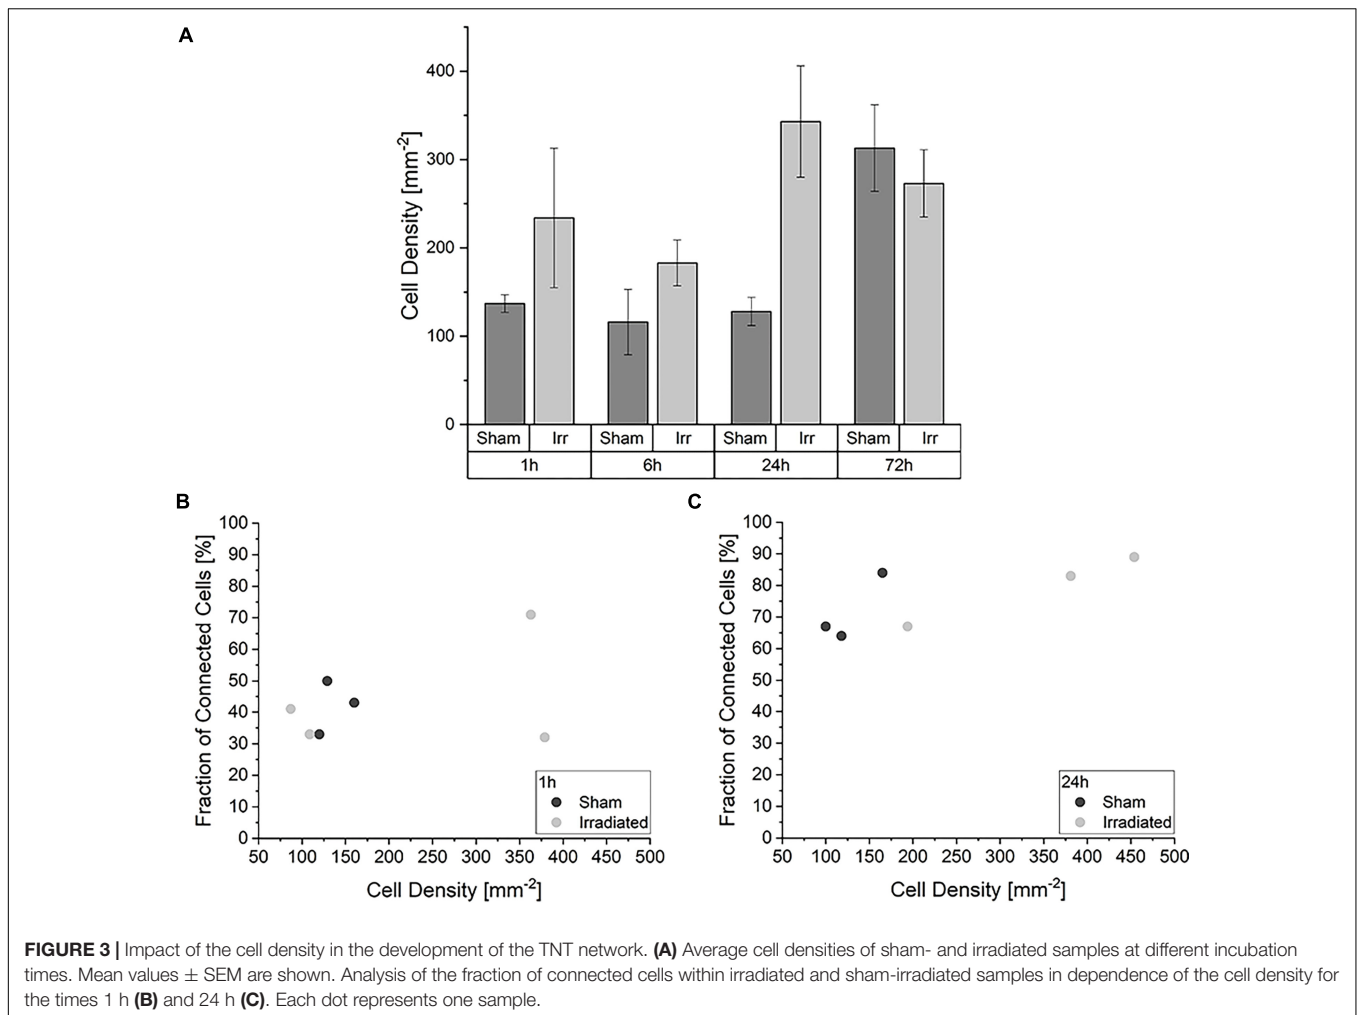 A
Cell Density [mm-2]
400
300
200
100
0
Sham Irr Sham Irr Sham Irr Sham Irr
1h 6h 24h 72h
B
Fraction of Connected Cells [%]
100
90
80
70
60
50
40
30
20
10
0
50 100 150 200 250 300 350 400 450 500
Cell Density [mm-2]
1h
Sham
Irradiated
C
Fraction of Connected Cells [%]
100
90
80
70
60
50
40
30
20
10
0
50 100 150 200 250 300 350 400 450 500
Cell Density [mm-2]
24h
Sham
Irradiated
FIGURE 3 | Impact of the cell density in the development of the TNT network. (A) Average cell densities of sham- and irradiated samples at different incubation
times. Mean values ± SEM are shown. Analysis of the fraction of connected cells within irradiated and sham-irradiated samples in dependence of the cell density for
the times 1 h (B) and 24 h (C). Each dot represents one sample.